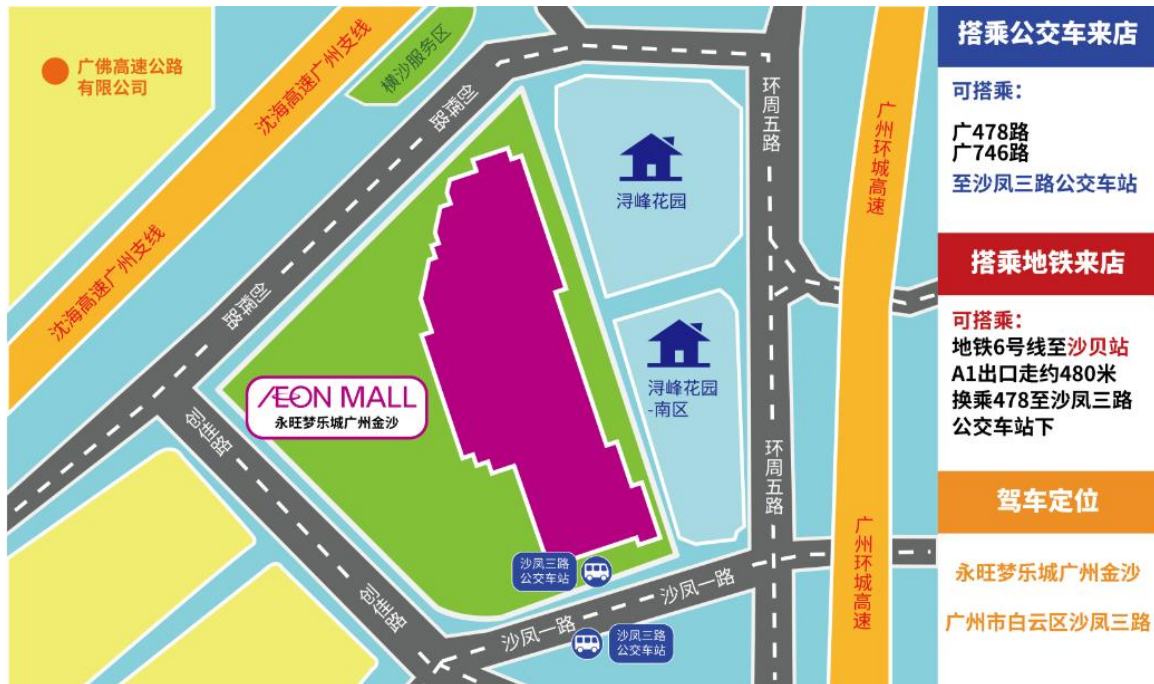 广佛高速公路
有限公司
沈海高速广州支线
沈海高速广州支线
横沙服务区
创辉路
创辉路
环周五路
环周五路
广州环城高速
广州环城高速
浔峰花园
浔峰花园
-南区
ÆON MALL
永旺梦乐城广州金沙
创佳路
创佳路
沙凤三路
公交车站
沙凤一路
沙凤一路
沙凤三路
公交车站
搭乘公交车来店
可搭乘：
广478路
广746路
至沙凤三路公交车站
搭乘地铁来店
可搭乘：
地铁6号线至沙贝站
A1出口走约480米
换乘478至沙凤三路
公交车站下
驾车定位
永旺梦乐城广州金沙
广州市白云区沙凤三路